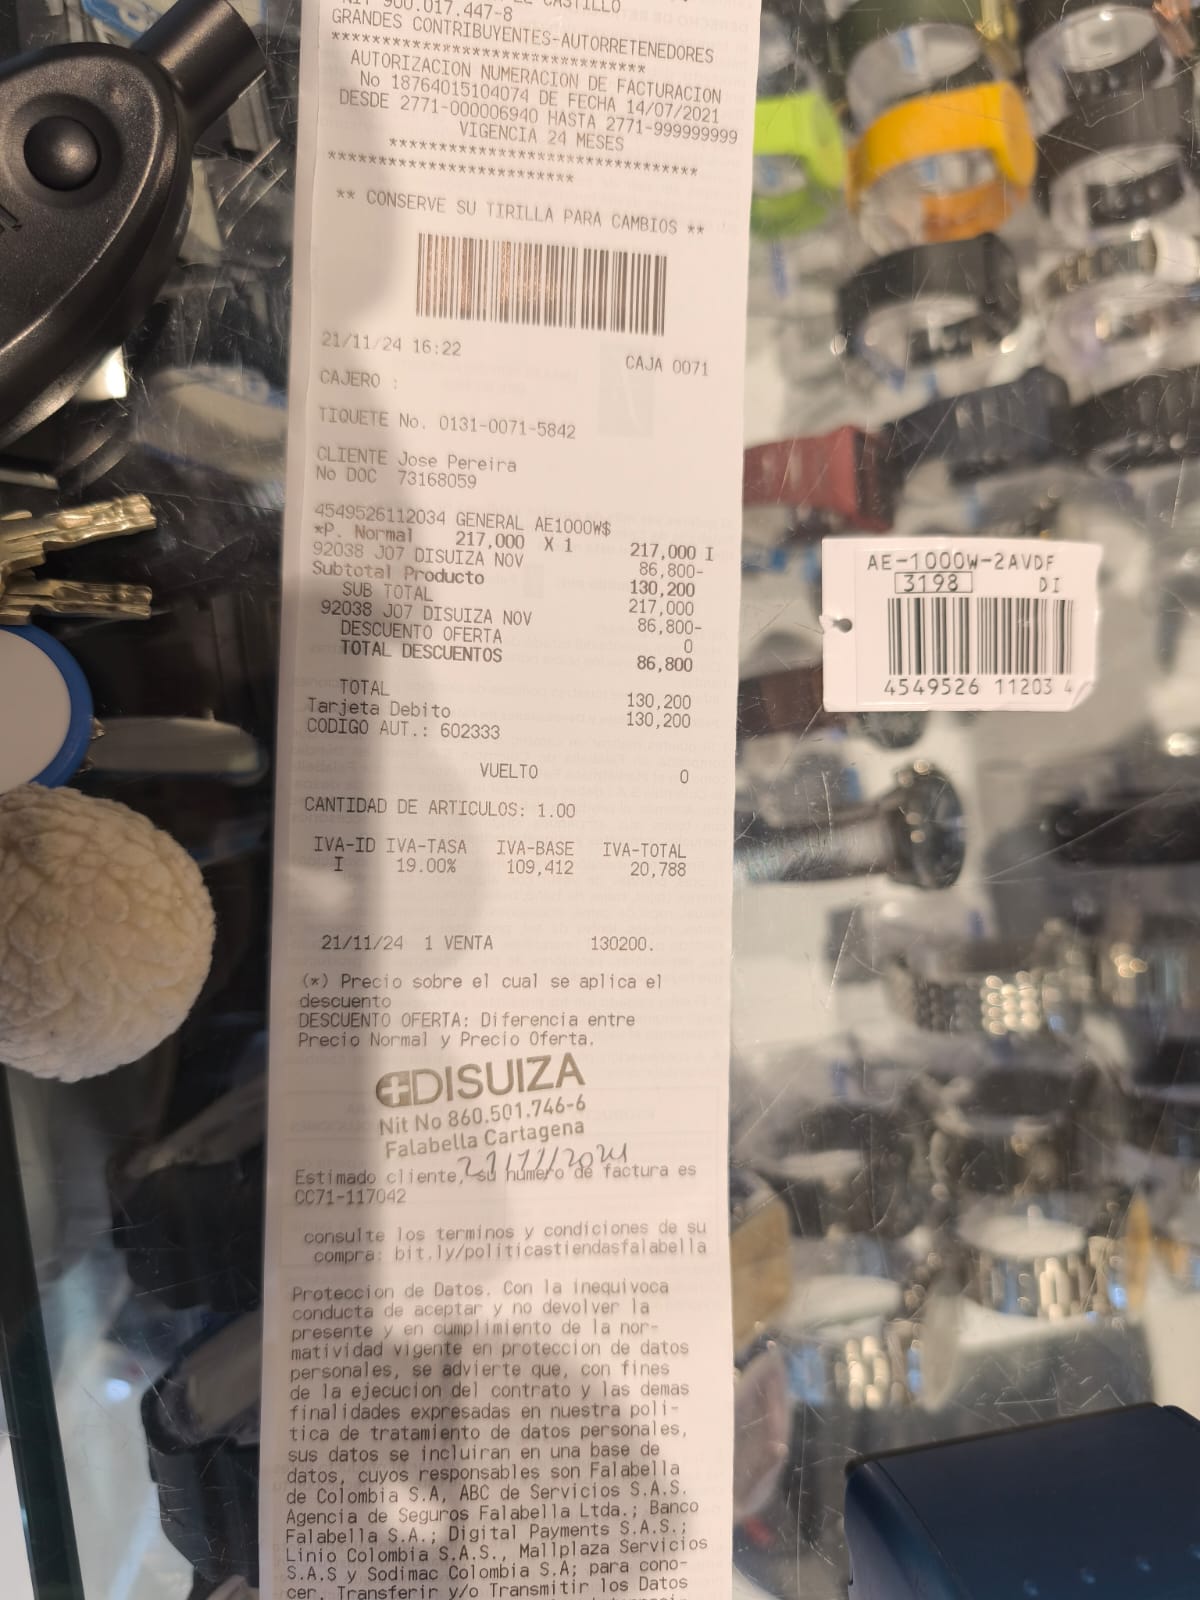 CASTILLO
NIT 900.017.447-8
GRANDES CONTRIBUYENTES-AUTORRETENEDORES
*******************************
AUTORIZACION NUMERACION DE FACTURACION
No 18764015104074 DE FECHA 14/07/2021
DESDE 2771-000006940 HASTA 2771-999999999
VIGENCIA 24 MESES
*******************************
*************************
** CONSERVE SU TIRILLA PARA CAMBIOS **
21/11/24 16:22 CAJA 0071
CAJERO :
TIQUETE No. 0131-0071-5842
CLIENTE Jose Pereira
No DOC 73168059
4549526112034 GENERAL AE1000W$
*P. Normal 217,000 X 1 217,000 I
92038 J07 DISUIZA NOV 86,800-
Subtotal Producto 130,200
SUB TOTAL 217,000
92038 J07 DISUIZA NOV 86,800-
DESCUENTO OFERTA 0
TOTAL DESCUENTOS 86,800
TOTAL 130,200
Tarjeta Debito 130,200
CODIGO AUT.: 602333
VUELTO 0
CANTIDAD DE ARTICULOS: 1.00
IVA-ID IVA-TASA IVA-BASE IVA-TOTAL
I 19.00% 109,412 20,788
21/11/24 1 VENTA 130200.
(*) Precio sobre el cual se aplica el
descuento
DESCUENTO OFERTA: Diferencia entre
Precio Normal y Precio Oferta.
DISUIZA
Nit No 860.501.746-6
Falabella Cartagena
21/11/2024
Estimado cliente, su numero de factura es
CC71-117042
consulte los terminos y condiciones de su
compra: bit.ly/politicastiendasfalabella
Proteccion de Datos. Con la inequivoca
conducta de aceptar y no devolver la
presente y en cumplimiento de la nor-
matividad vigente en proteccion de datos
personales, se advierte que, con fines
de la ejecucion del contrato y las demas
finalidades expresadas en nuestra poli-
tica de tratamiento de datos personales,
sus datos se incluiran en una base de
datos, cuyos responsables son Falabella
de Colombia S.A, ABC de Servicios S.A.S.
Agencia de Seguros Falabella Ltda.; Banco
Falabella S.A.; Digital Payments S.A.S.;
Linio Colombia S.A.S., Mallplaza Servicios
S.A.S y Sodimac Colombia S.A; para cono-
cer, Transferir y/o Transmitir los Datos
AE-1000W-2AVDF
3198 DI
4549526 112034